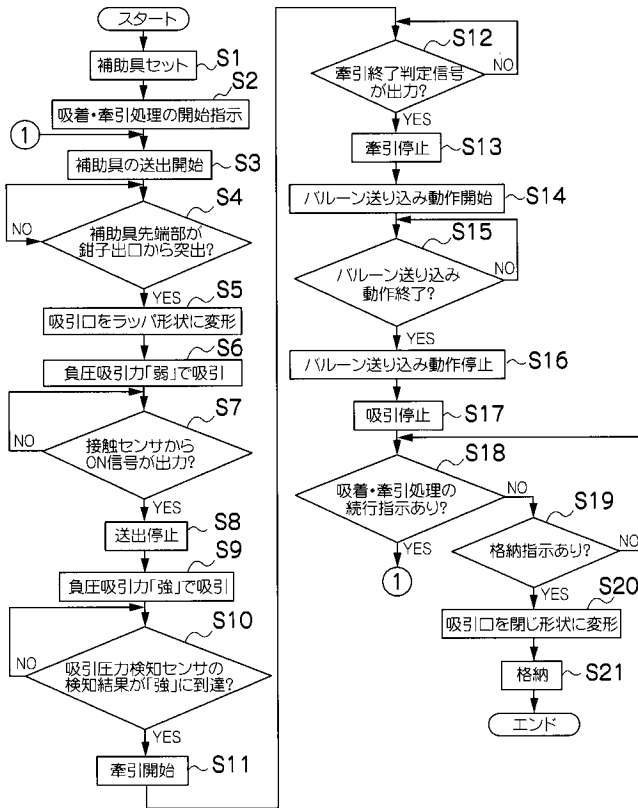 スタート
補助具セット
S1
S2
吸着・牽引処理の開始指示
1
補助具の送出開始
S3
S4
NO
補助具先端部が
鉗子出口から突出?
YES
S5
吸引口をラッパ形状に変形
S6
負圧吸引力「弱」で吸引
S7
NO
接触センサから
ON信号が出力?
YES
S8
送出停止
S9
負圧吸引力「強」で吸引
S10
NO
吸引圧力検知センサの
検知結果が「強」に到達?
YES
牽引開始
S11
S12
NO
牽引終了判定信号
が出力?
YES
牽引停止
S13
バルーン送り込み動作開始
S14
S15
NO
バルーン送り込み
動作終了?
YES
バルーン送り込み動作停止
S16
吸引停止
S17
S18
吸着・牽引処理の
続行指示あり?
NO
YES
1
S19
格納指示あり?
NO
YES
S20
吸引口を閉じ形状に変形
格納
S21
エンド